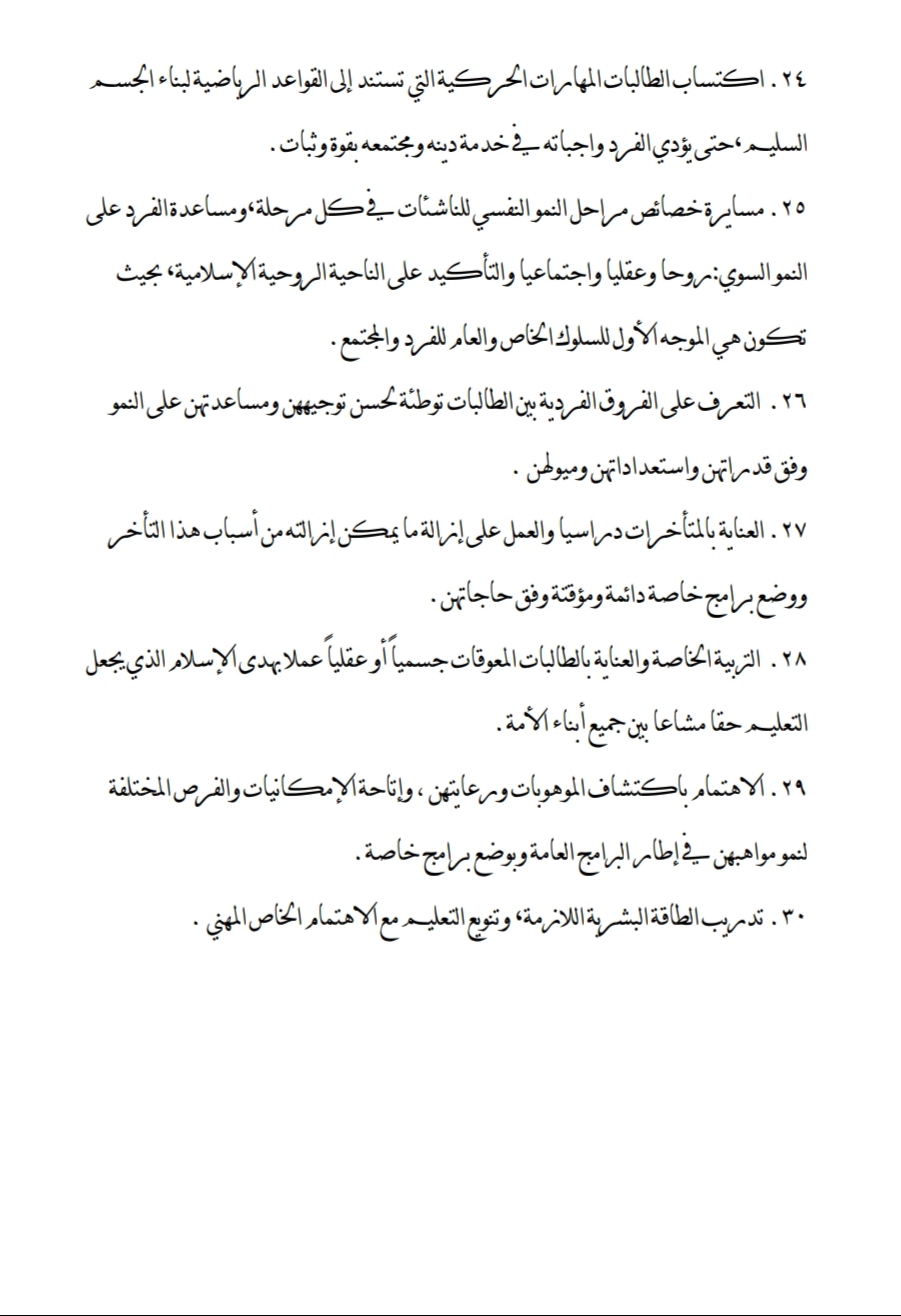 ٢٤ . اكتساب الطالبات المهارات الحركية التي تستند إلى القواعد الرياضية لبناء الجسم
السليم ،حتى يؤدي الفرد واجباته في خدمة دينه ومجتمعه بقوة وثبات .
٢٥ . مسايرة خصائص مراحل النمو النفسي للناشئات في كل مرحلة ،ومساعدة الفرد على
النمو السوي: روحا وعقليا واجتماعيا والتأكيد على الناحية الروحية الإسلامية ، بحيث
تكون هي الموجه الأول للسلوك الخاص والعام للفرد والمجتمع .
٢٦ . التعرف على الفروق الفردية بين الطالبات توطئة لحسن توجيههن ومساعدتهن على النمو
وفق قدراتهن واستعداداتهن وميولهن .
٢٧ . العناية بالمتأخرات دراسيا والعمل على إزالة ما يمكن إزالته من أسباب هذا التأخر
ووضع برامج خاصة دائمة ومؤقتة وفق حاجاتهن .
٢٨ . التربية الخاصة والعناية بالطالبات المعوقات جسمياً أو عقلياً عملا بهدى الإسلام الذي يجعل
التعليم حقا مشاعا بين جميع أبناء الأمة .
٢٩ . الاهتمام باكتشاف الموهوبات ورعايتهن ، وإتاحة الإمكانيات والفرص المختلفة
لنمو مواهبهن في إطار البرامج العامة وبوضع برامج خاصة .
٣٠ . تدريب الطاقة البشرية اللازمة ، وتنويع التعليم مع الاهتمام الخاص المهني .